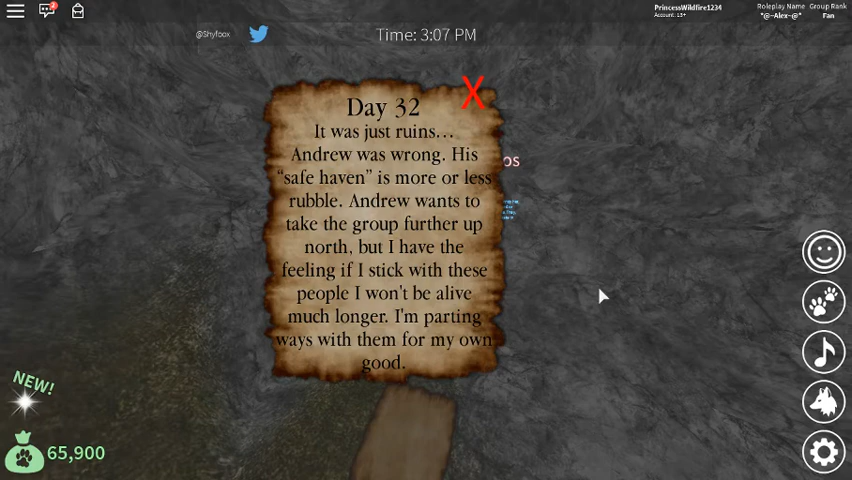 @Shyfoox
Time: 3:07 PM
PrincessWildfire1234
Account: 13+
Roleplay Name
"@~Alex~@"
Group Rank
Fan
Day 32
It was just ruins…
Andrew was wrong. His
“safe haven” is more or less
rubble. Andrew wants to
take the group further up
north, but I have the
feeling if I stick with these
people I won't be alive
much longer. I'm parting
ways with them for my own
good.
X
os
NEW!
65,900